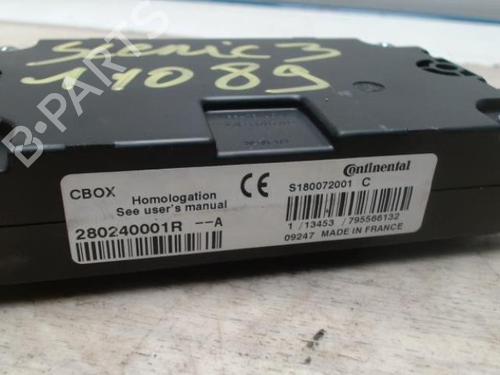 Scenic 3
11089
B-PARTS
CBOX
Homologation
See user's manual
CE
Continental
S180072001 C
280240001R --A
1 / 13453 / 795566132
09247 MADE IN FRANCE